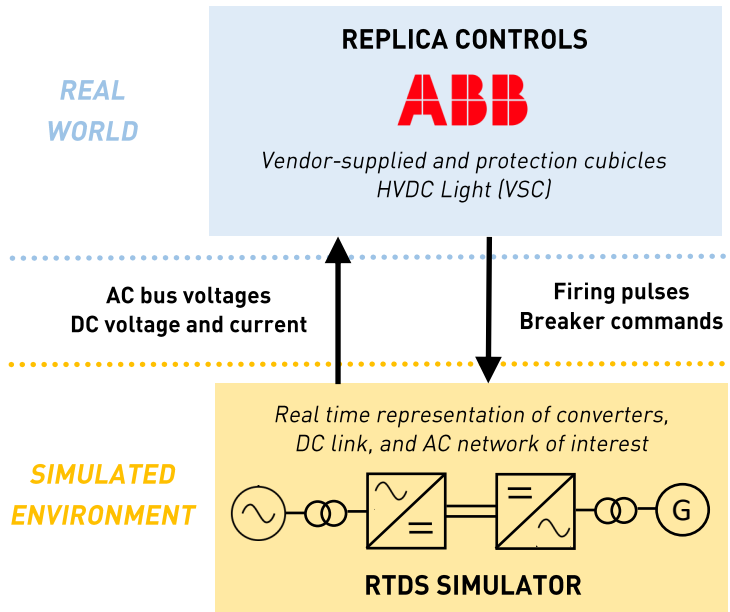 REPLICA CONTROLS
ABB
REAL
WORLD
Vendor-supplied and protection cubicles
HVDC Light (VSC)
AC bus voltages
DC voltage and current
Firing pulses
Breaker commands
Real time representation of converters,
DC link, and AC network of interest
SIMULATED
ENVIRONMENT
G
RTDS SIMULATOR